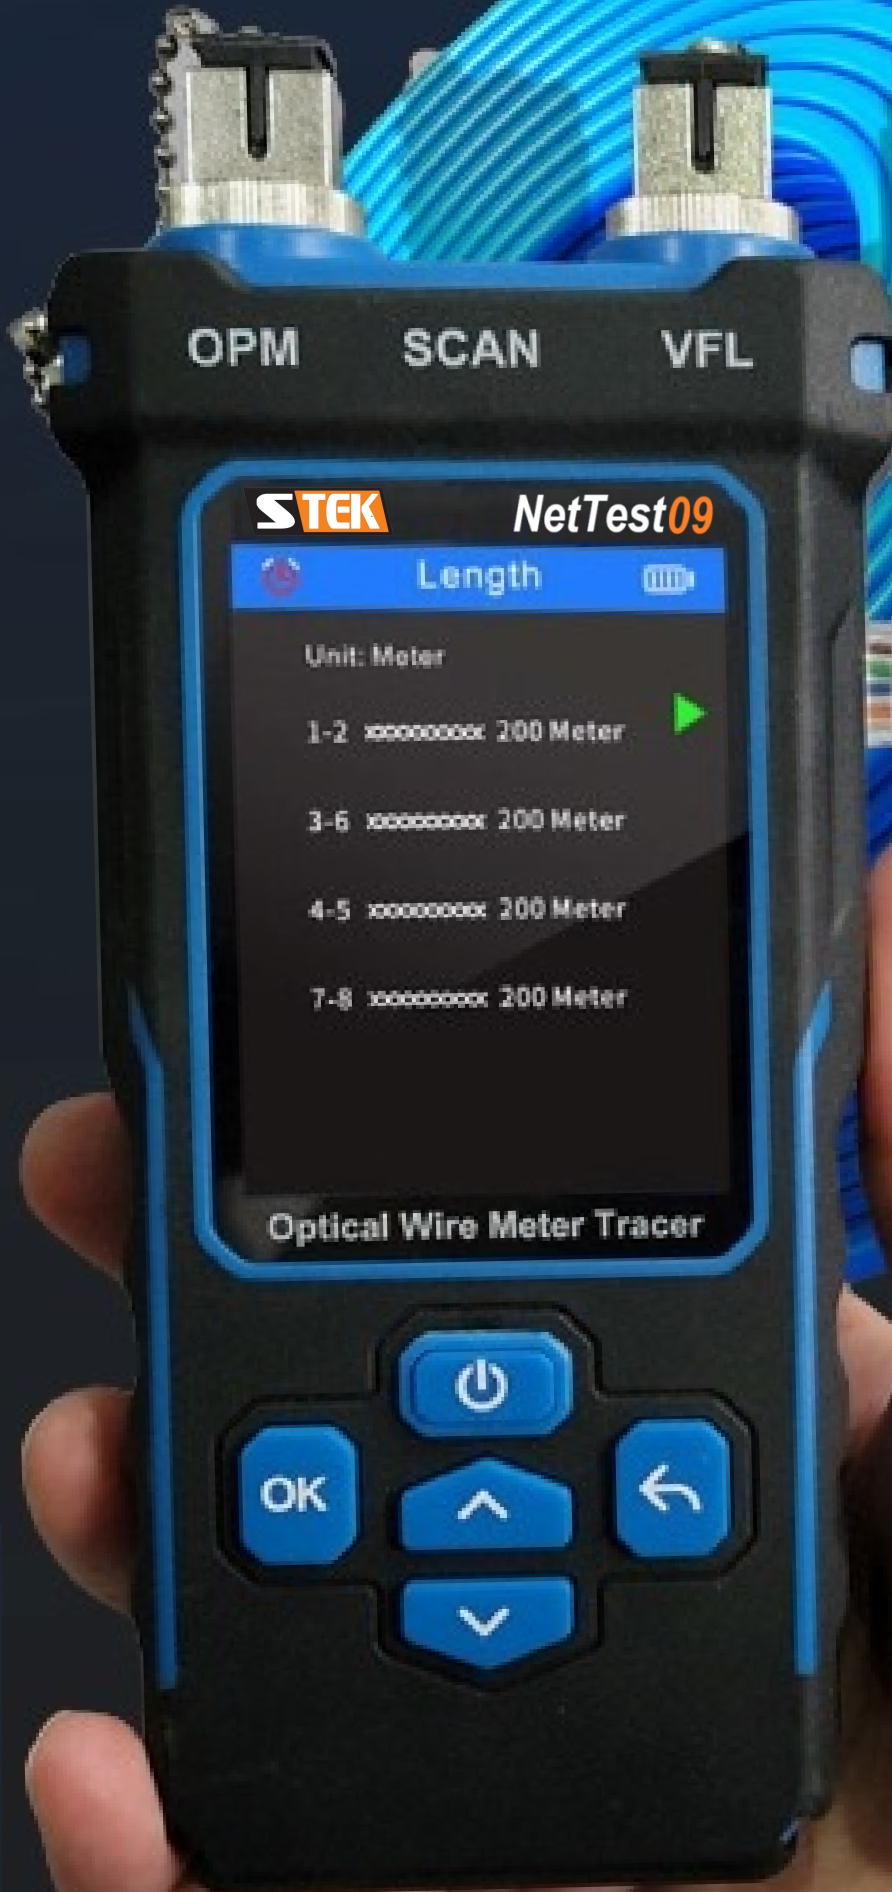 OPM SCAN VFL
STEK NetTest09
Length
Unit: Meter
1-2 xxxxxxxxxx 200 Meter
3-6 xxxxxxxxxx 200 Meter
4-5 xxxxxxxxxx 200 Meter
7-8 xxxxxxxxxx 200 Meter
Optical Wire Meter Tracer
OK